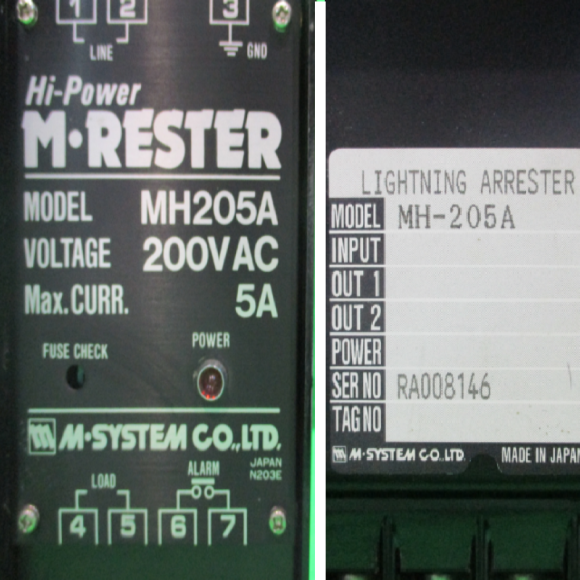 1 2 3
LINE
GND
Hi-Power
M·RESTER
MODEL MH205A
VOLTAGE 200VAC
Max.CURR. 5A
FUSE CHECK
POWER
M·SYSTEM CO.,LTD.
JAPAN
N203E
LOAD
ALARM
4 5 6 7
LIGHTNING ARRESTER
MODEL MH-205A
INPUT
OUT 1
OUT 2
POWER
SER NO RA008146
TAG NO
M·SYSTEM CO.,LTD. MADE IN JAPAN